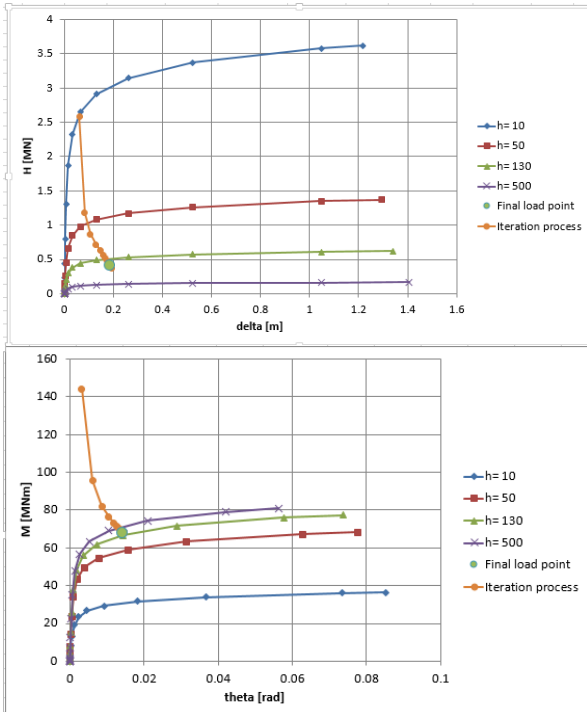 4
3.5
3
2.5
2
1.5
1
0.5
0
H [MN]
0 0.2 0.4 0.6 0.8 1 1.2 1.4 1.6
delta [m]
h= 10
h= 50
h= 130
h= 500
Final load point
Iteration process
160
140
120
100
80
60
40
20
0
M [MNm]
0 0.02 0.04 0.06 0.08 0.1
theta [rad]
h= 10
h= 50
h= 130
h= 500
Final load point
Iteration process